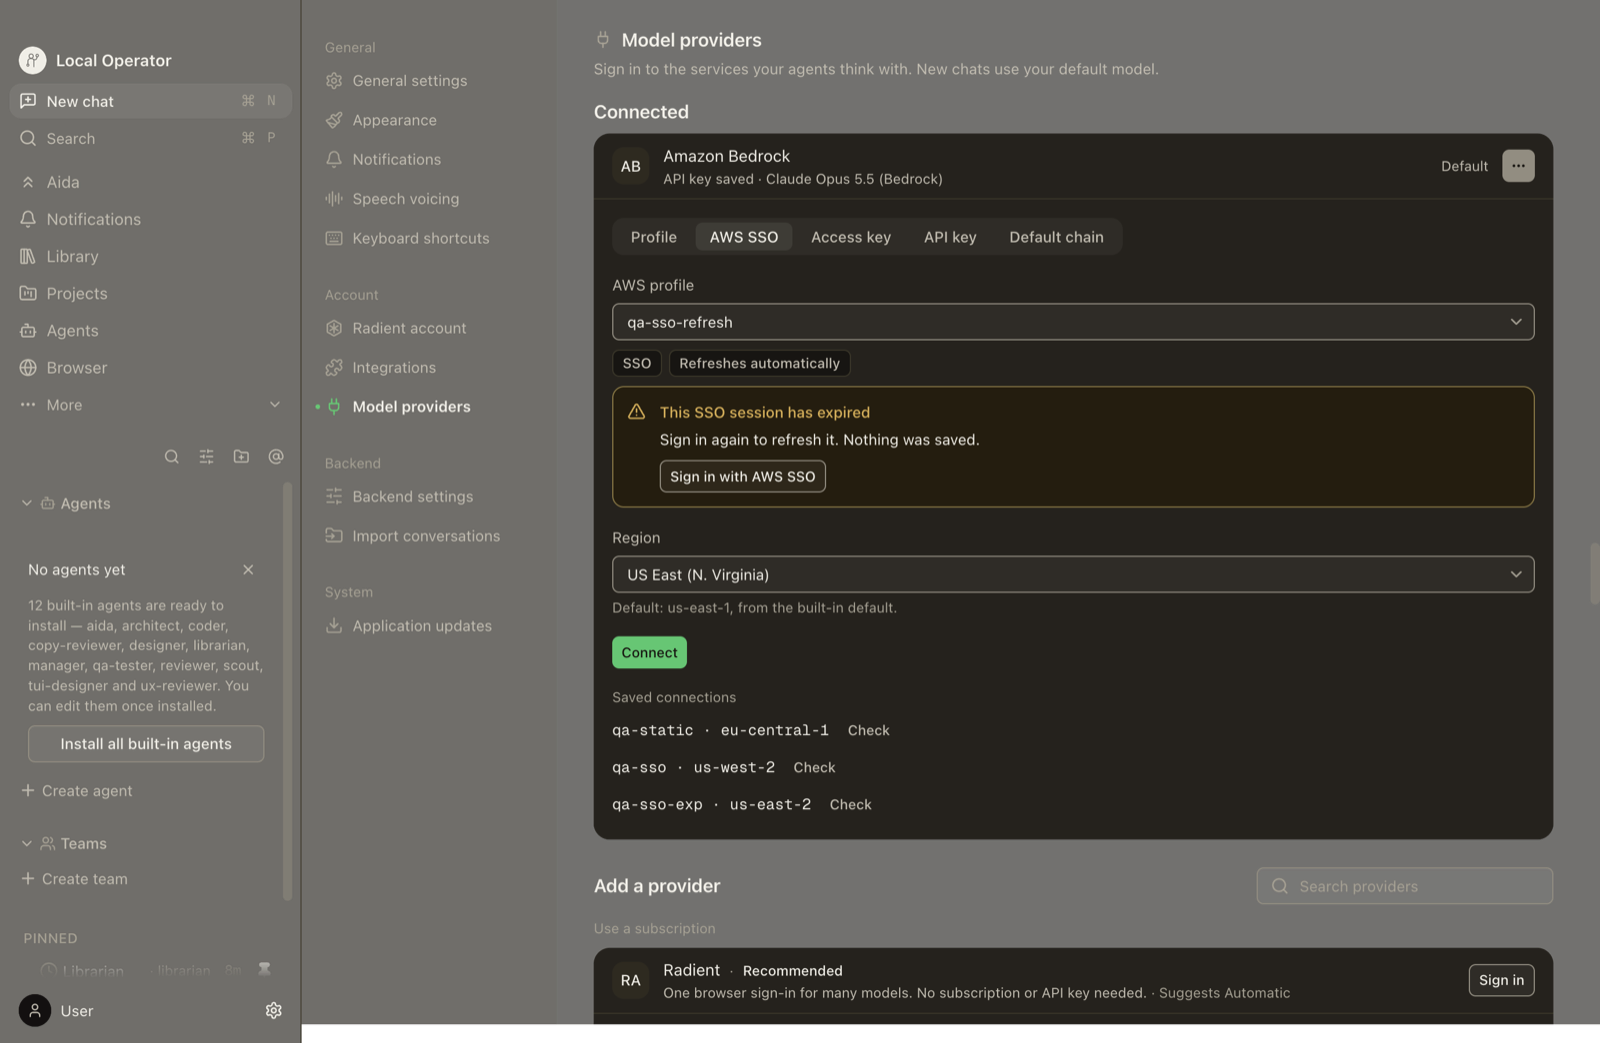 Local Operator
New chat ⌘ N
Search ⌘ P
Aida
Notifications
Library
Projects
Agents
Browser
More
Agents
No agents yet
12 built-in agents are ready to
install — aida, architect, coder,
copy-reviewer, designer, librarian,
manager, qa-tester, reviewer, scout,
tui-designer and ux-reviewer. You
can edit them once installed.
Install all built-in agents
Create agent
Teams
Create team
PINNED
Librarian · librarian 8m
User
General
General settings
Appearance
Notifications
Speech voicing
Keyboard shortcuts
Account
Radient account
Integrations
Model providers
Backend
Backend settings
Import conversations
System
Application updates
Model providers
Sign in to the services your agents think with. New chats use your default model.
Connected
AB
Amazon Bedrock
API key saved · Claude Opus 5.5 (Bedrock)
Default
Profile AWS SSO Access key API key Default chain
AWS profile
qa-sso-refresh
SSO Refreshes automatically
This SSO session has expired
Sign in again to refresh it. Nothing was saved.
Sign in with AWS SSO
Region
US East (N. Virginia)
Default: us-east-1, from the built-in default.
Connect
Saved connections
qa-static · eu-central-1 Check
qa-sso · us-west-2 Check
qa-sso-exp · us-east-2 Check
Add a provider
Search providers
Use a subscription
RA
Radient · Recommended
One browser sign-in for many models. No subscription or API key needed. · Suggests Automatic
Sign in